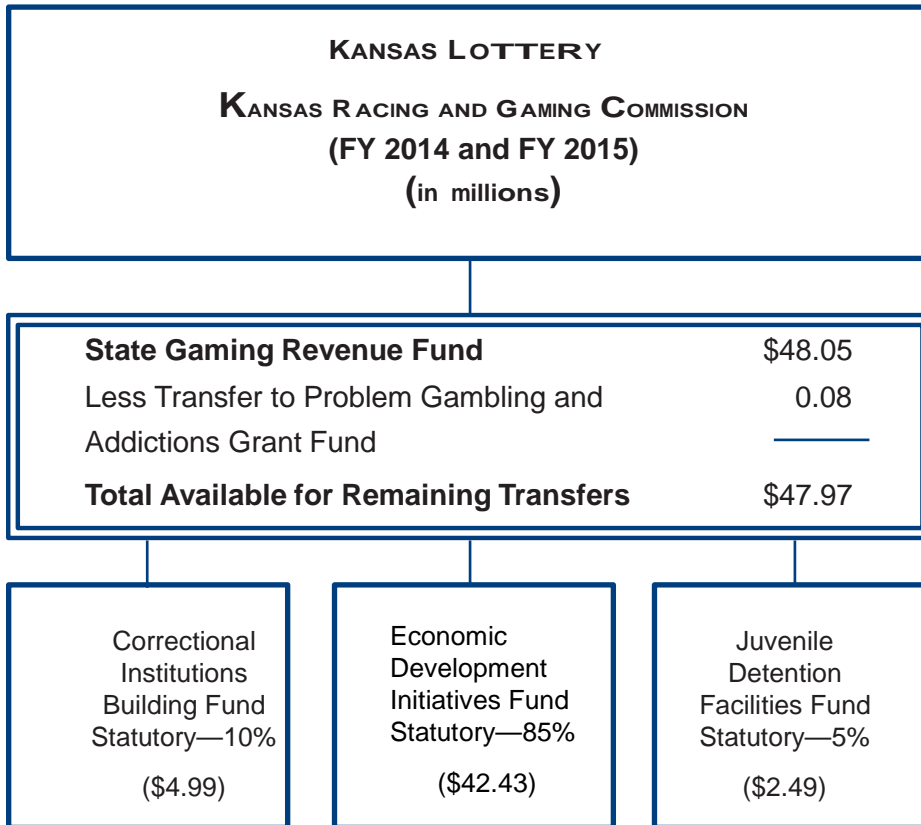 KANSAS LOTTERY
KANSAS RACING AND GAMING COMMISSION
(FY 2014 and FY 2015)
(in millions)
State Gaming Revenue Fund $48.05
Less Transfer to Problem Gambling and 0.08
Addictions Grant Fund
Total Available for Remaining Transfers $47.97
Correctional
Institutions
Building Fund
Statutory—10%
($4.99)
Economic
Development
Initiatives Fund
Statutory—85%
($42.43)
Juvenile
Detention
Facilities Fund
Statutory—5%
($2.49)